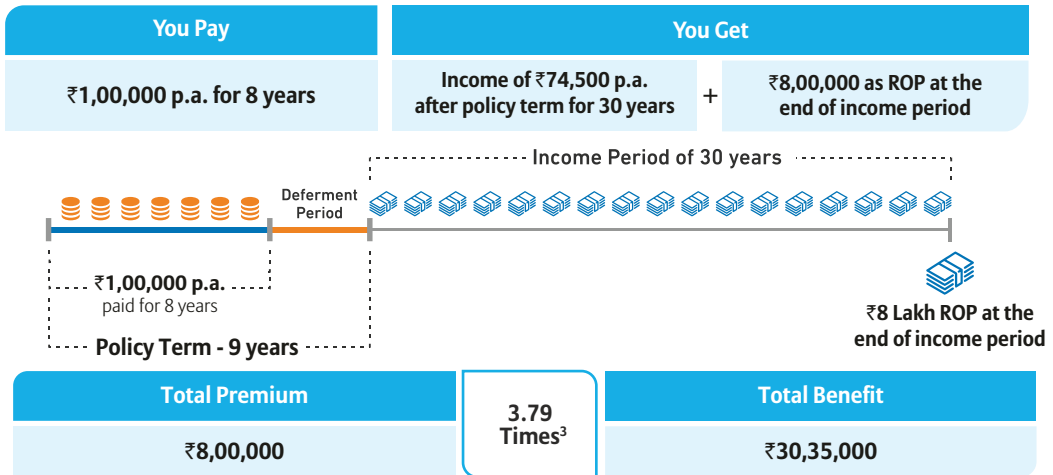 You Pay
You Get
₹1,00,000 p.a. for 8 years
Income of ₹74,500 p.a.
after policy term for 30 years
+
₹8,00,000 as ROP at the
end of income period
Income Period of 30 years
Deferment
Period
₹1,00,000 p.a.
paid for 8 years
Policy Term - 9 years
₹8 Lakh ROP at the
end of income period
Total Premium
3.79
Times³
Total Benefit
₹8,00,000
₹30,35,000